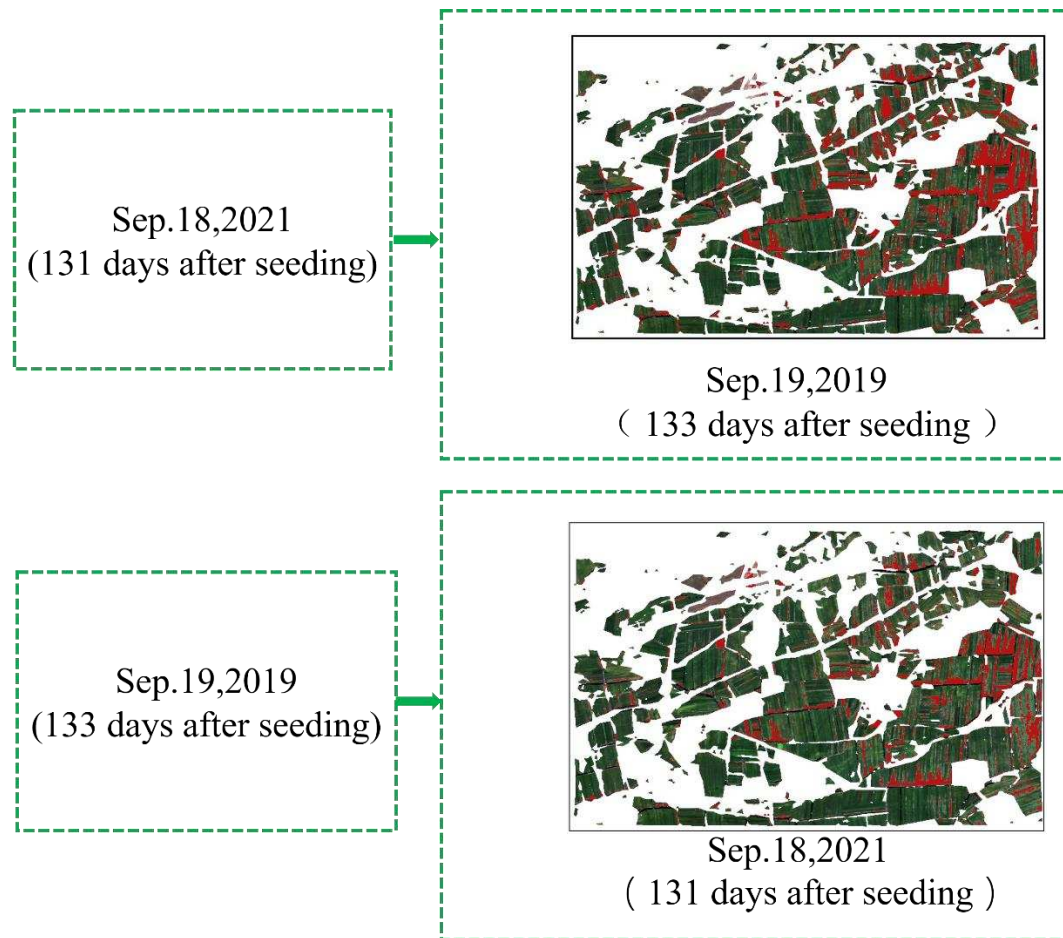 Sep.18,2021
(131 days after seeding)
Sep.19,2019
（ 133 days after seeding ）
Sep.19,2019
(133 days after seeding)
Sep.18,2021
（ 131 days after seeding ）